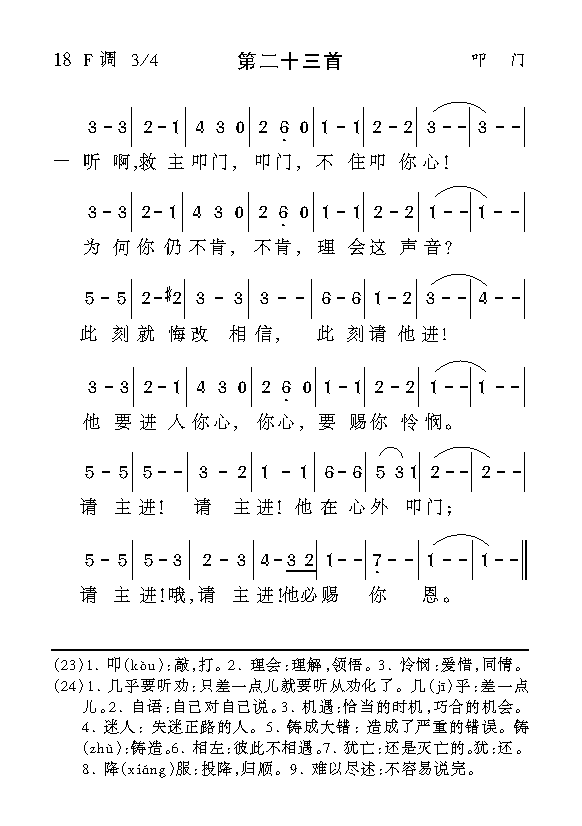 18 F调 3/4 第二十三首 叩 门
3-3|2-1|4 3 0|2 6 0|1-1|2-2|3--|3--|
一 听 啊,救 主 叩门, 叩门, 不 住叩 你心!
3-3|2-1|4 3 0|2 6 0|1-1|2-2|1--|1--|
为 何你 仍不肯, 不肯, 理 会这 声音?
5-5|2-#2|3-3|3--|6-6|1-2|3--|4--|
此 刻就 悔改 相信, 此 刻请 他进!
3-3|2-1|4 3 0|2 6 0|1-1|2-2|1--|1--|
他 要进 人你心, 你心,要 赐你 怜悯。
5-5|5--|3-2|1-1|6-6|5 31|2--|2--|
请 主进! 请 主进! 他在 心外 叩门;
5-5|5-3|2-3|4-3 2|1--|7--|1--|1--‖
请 主进!哦,请 主进!他必赐 你 恩。
(23)1. 叩(kòu):敲,打。2. 理会:理解,领悟。3. 怜悯:爱惜,同情。
(24)1. 几乎要听劝:只差一点儿就要听从劝化了。几(jī)乎:差一点
儿。2. 自语:自己对自己说。3. 机遇:恰当的时机,巧合的机会。
4. 迷人: 失迷正路的人。5. 铸成大错: 造成了严重的错误。铸
(zhù):铸造。6. 相左:彼此不相遇。7. 犹亡:还是灭亡的。犹:还。
8. 降(xiáng)服:投降,归顺。9. 难以尽述:不容易说完。